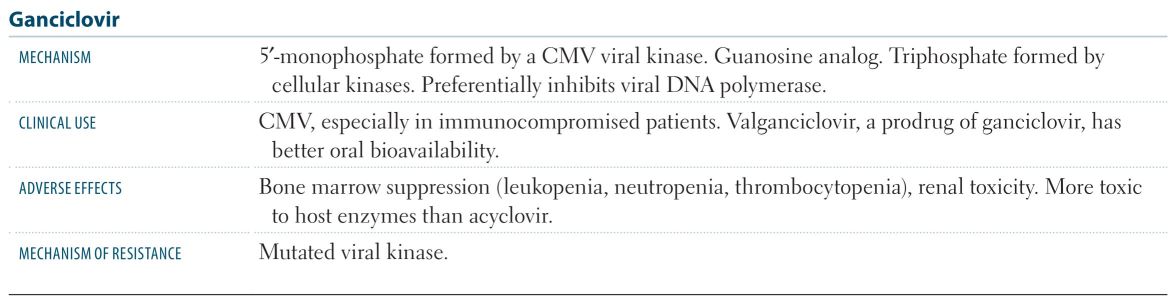 Ganciclovir
MECHANISM 5′-monophosphate formed by a CMV viral kinase. Guanosine analog. Triphosphate formed by
cellular kinases. Preferentially inhibits viral DNA polymerase.
CLINICAL USE CMV, especially in immunocompromised patients. Valganciclovir, a prodrug of ganciclovir, has
better oral bioavailability.
ADVERSE EFFECTS Bone marrow suppression (leukopenia, neutropenia, thrombocytopenia), renal toxicity. More toxic
to host enzymes than acyclovir.
MECHANISM OF RESISTANCE Mutated viral kinase.